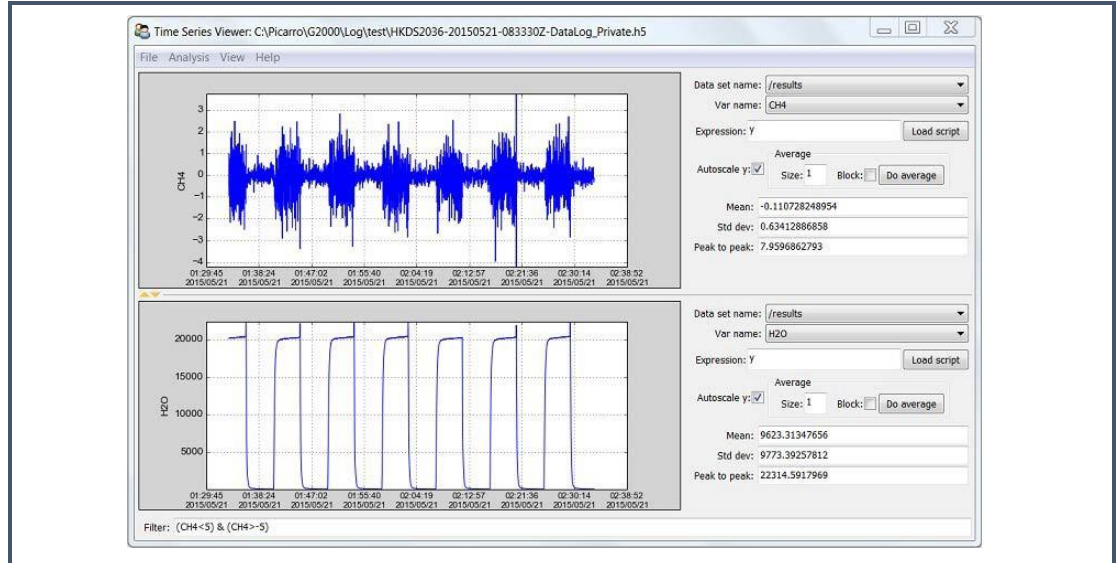 Time Series Viewer: C:\Picarro\G2000\Log\test\HKDS2036-20150521-083330Z-DataLog_Private.h5
File Analysis View Help
CH4
3
2
1
0
−1
−2
−3
−4
01:29:45 01:38:24 01:47:02 01:55:40 02:04:19 02:12:57 02:21:36 02:30:14 02:38:52
2015/05/21 2015/05/21 2015/05/21 2015/05/21 2015/05/21 2015/05/21 2015/05/21 2015/05/21 2015/05/21
Data set name: /results
Var name: CH4
Expression: y Load script
Average
Autoscale y: Size: 1 Block: Do average
Mean: -0.110728248954
Std dev: 0.63412886858
Peak to peak: 7.9596862793
H2O
20000
15000
10000
5000
01:29:45 01:38:24 01:47:02 01:55:40 02:04:19 02:12:57 02:21:36 02:30:14 02:38:52
2015/05/21 2015/05/21 2015/05/21 2015/05/21 2015/05/21 2015/05/21 2015/05/21 2015/05/21 2015/05/21
Data set name: /results
Var name: H2O
Expression: y Load script
Average
Autoscale y: Size: 1 Block: Do average
Mean: 9623.31347656
Std dev: 9773.39257812
Peak to peak: 22314.5917969
Filter: (CH4<5) & (CH4>-5)